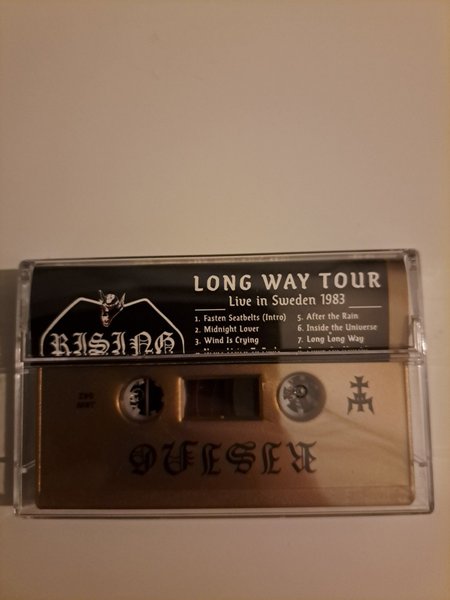 LONG WAY TOUR
Live in Sweden 1983
1. Fasten Seatbelts (Intro)
2. Midnight Lover
3. Wind Is Crying
5. After the Rain
6. Inside the Universe
7. Long Long Way
RISING
RISING